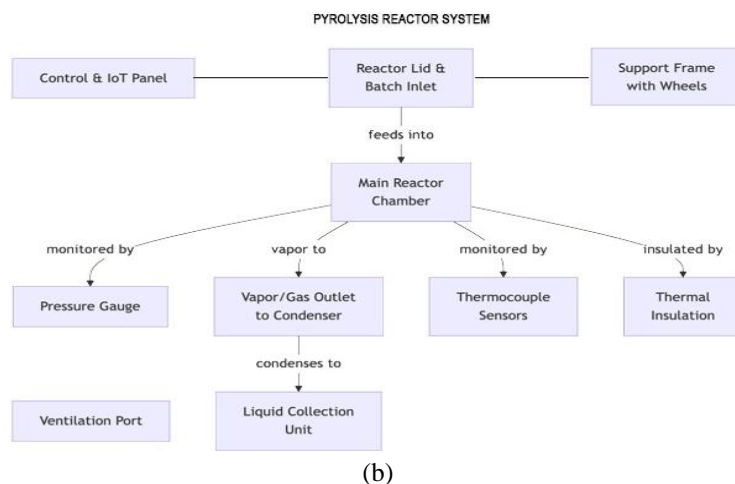 PYROLYSIS REACTOR SYSTEM
Control & IoT Panel
Reactor Lid &
Batch Inlet
Support Frame
with Wheels
feeds into
Main Reactor
Chamber
monitored by
vapor to
monitored by
insulated by
Pressure Gauge
Vapor/Gas Outlet
to Condenser
Thermocouple
Sensors
Thermal
Insulation
condenses to
Ventilation Port
Liquid Collection
Unit
(b)